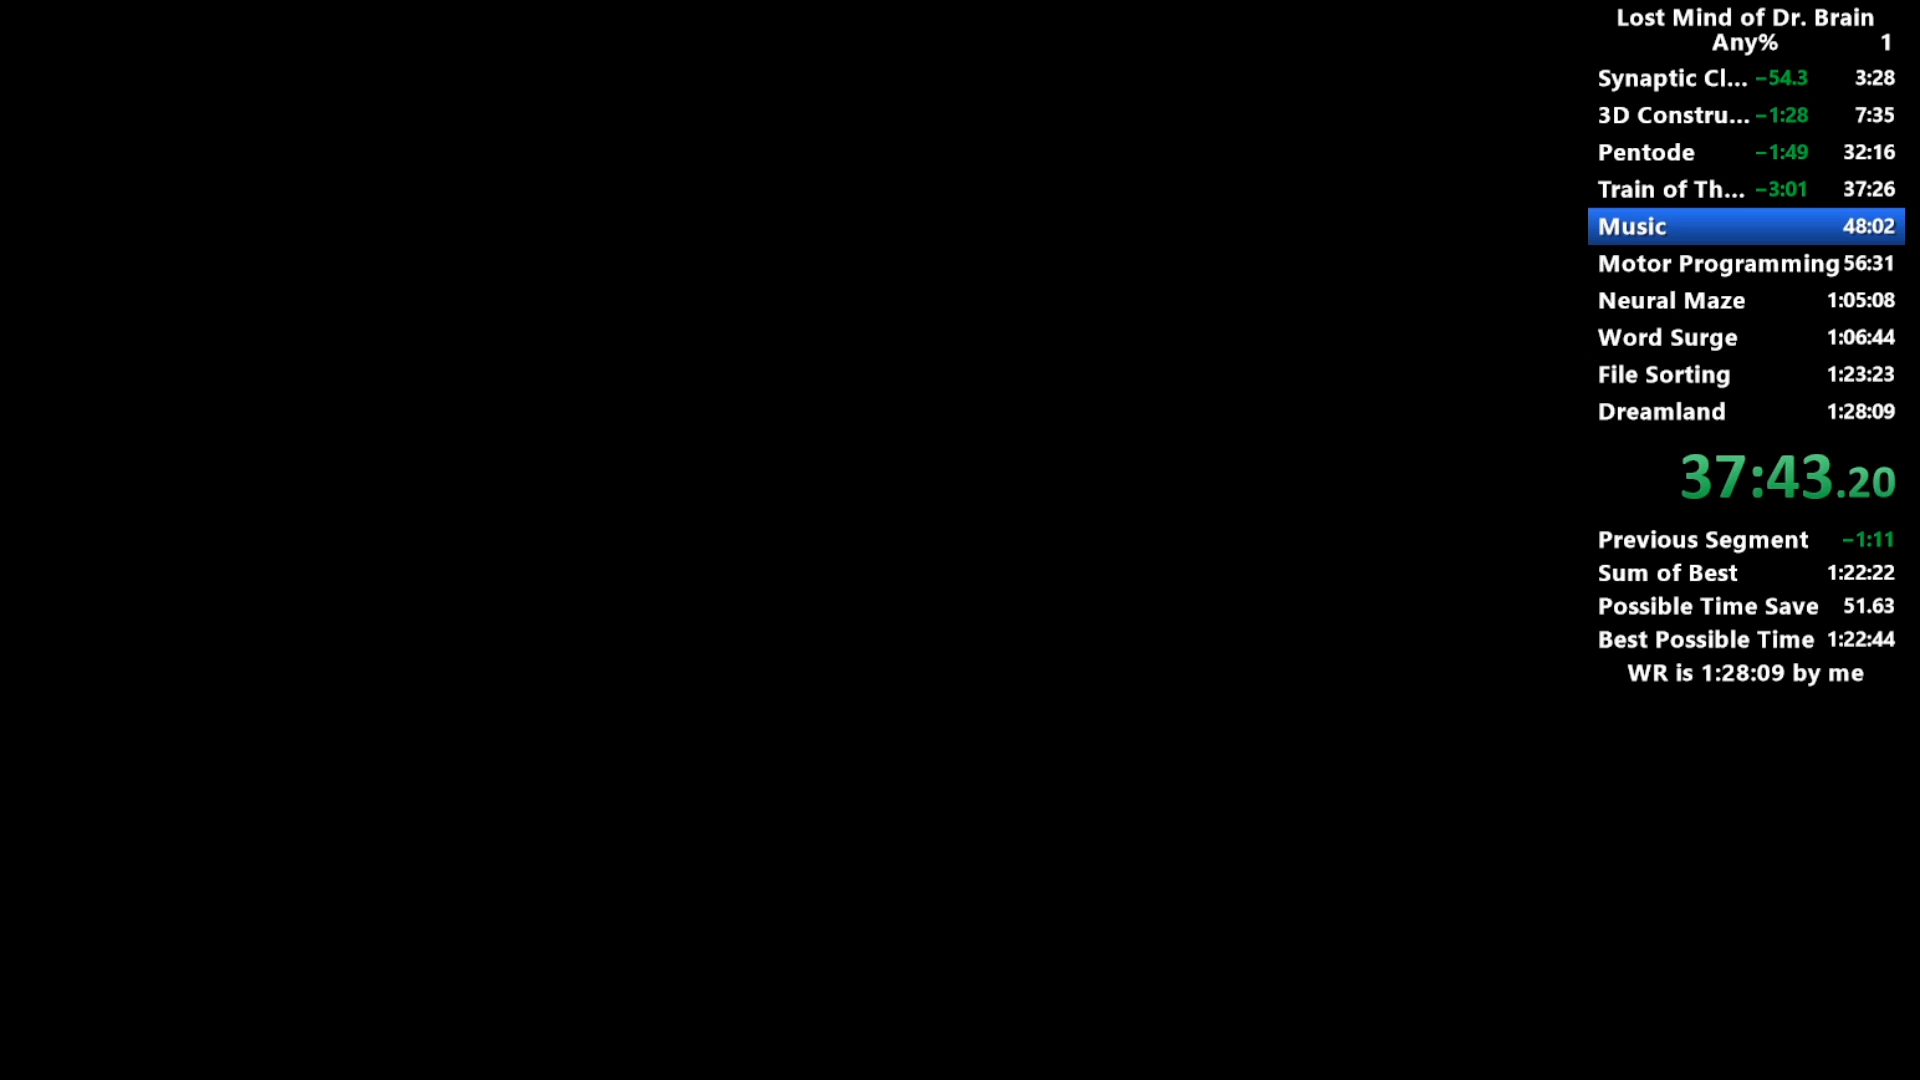 Lost Mind of Dr. Brain
Any% 1
Synaptic Cl... −54.3 3:28
3D Constru... −1:28 7:35
Pentode −1:49 32:16
Train of Th... −3:01 37:26
Music 48:02
Motor Programming 56:31
Neural Maze 1:05:08
Word Surge 1:06:44
File Sorting 1:23:23
Dreamland 1:28:09
37:43.20
Previous Segment −1:11
Sum of Best 1:22:22
Possible Time Save 51.63
Best Possible Time 1:22:44
WR is 1:28:09 by me